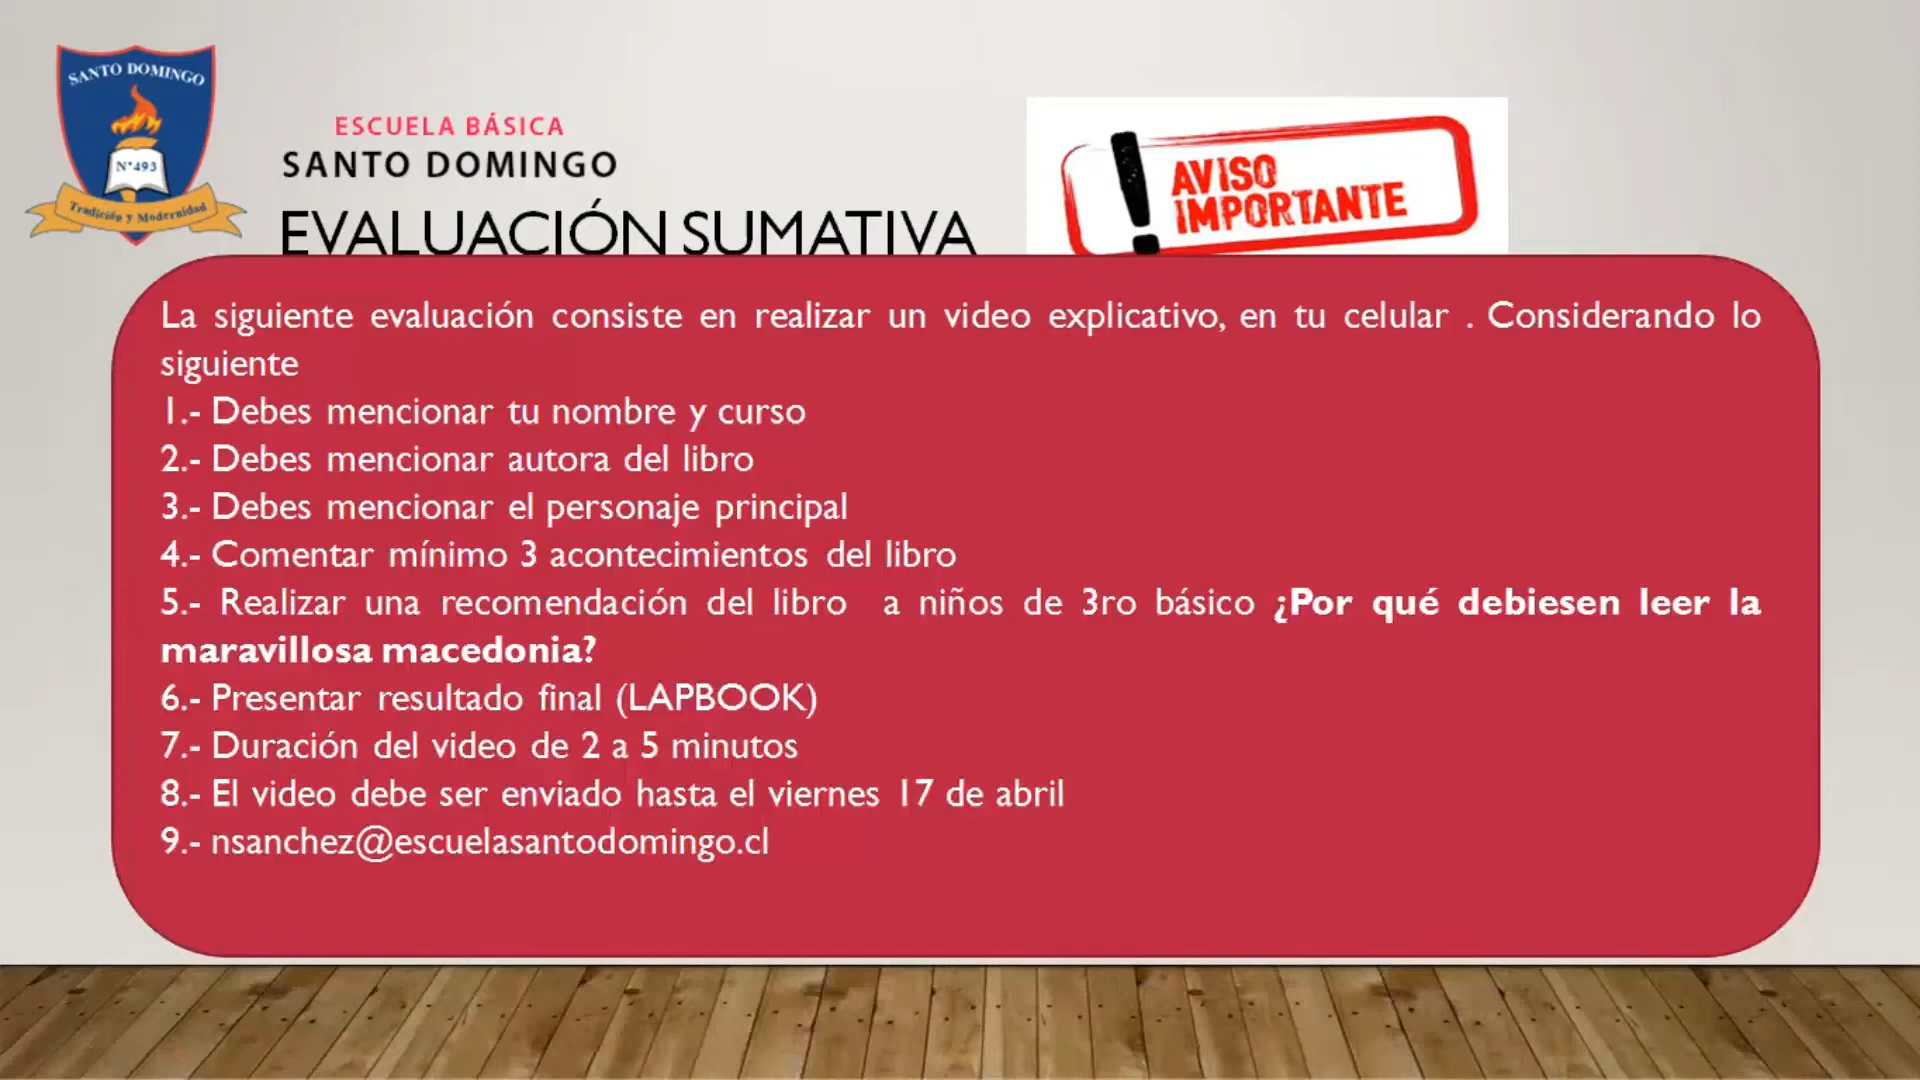 SANTO DOMINGO
N°493
Tradición y Modernidad
ESCUELA BÁSICA
SANTO DOMINGO
EVALUACIÓN SUMATIVA
AVISO
IMPORTANTE
La siguiente evaluación consiste en realizar un video explicativo, en tu celular . Considerando lo
siguiente
1.- Debes mencionar tu nombre y curso
2.- Debes mencionar autora del libro
3.- Debes mencionar el personaje principal
4.- Comentar mínimo 3 acontecimientos del libro
5.- Realizar una recomendación del libro a niños de 3ro básico ¿Por qué debiesen leer la
maravillosa macedonia?
6.- Presentar resultado final (LAPBOOK)
7.- Duración del video de 2 a 5 minutos
8.- El video debe ser enviado hasta el viernes 17 de abril
9.- nsanchez@escuelasantodomingo.cl